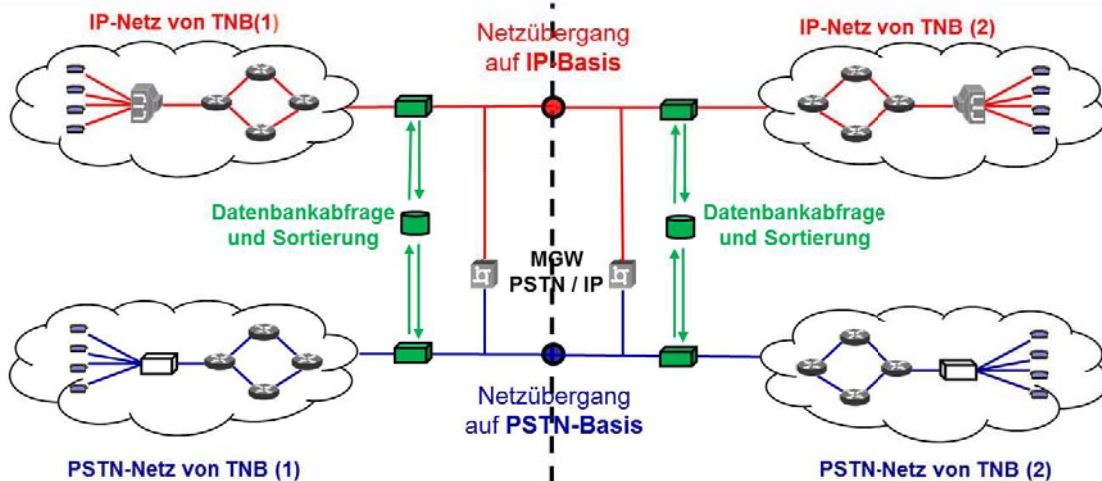 IP-Netz von TNB(1)
Netzübergang
auf IP-Basis
IP-Netz von TNB (2)
Datenbankabfrage
und Sortierung
Datenbankabfrage
und Sortierung
MGW
PSTN / IP
Netzübergang
auf PSTN-Basis
PSTN-Netz von TNB (1)
PSTN-Netz von TNB (2)